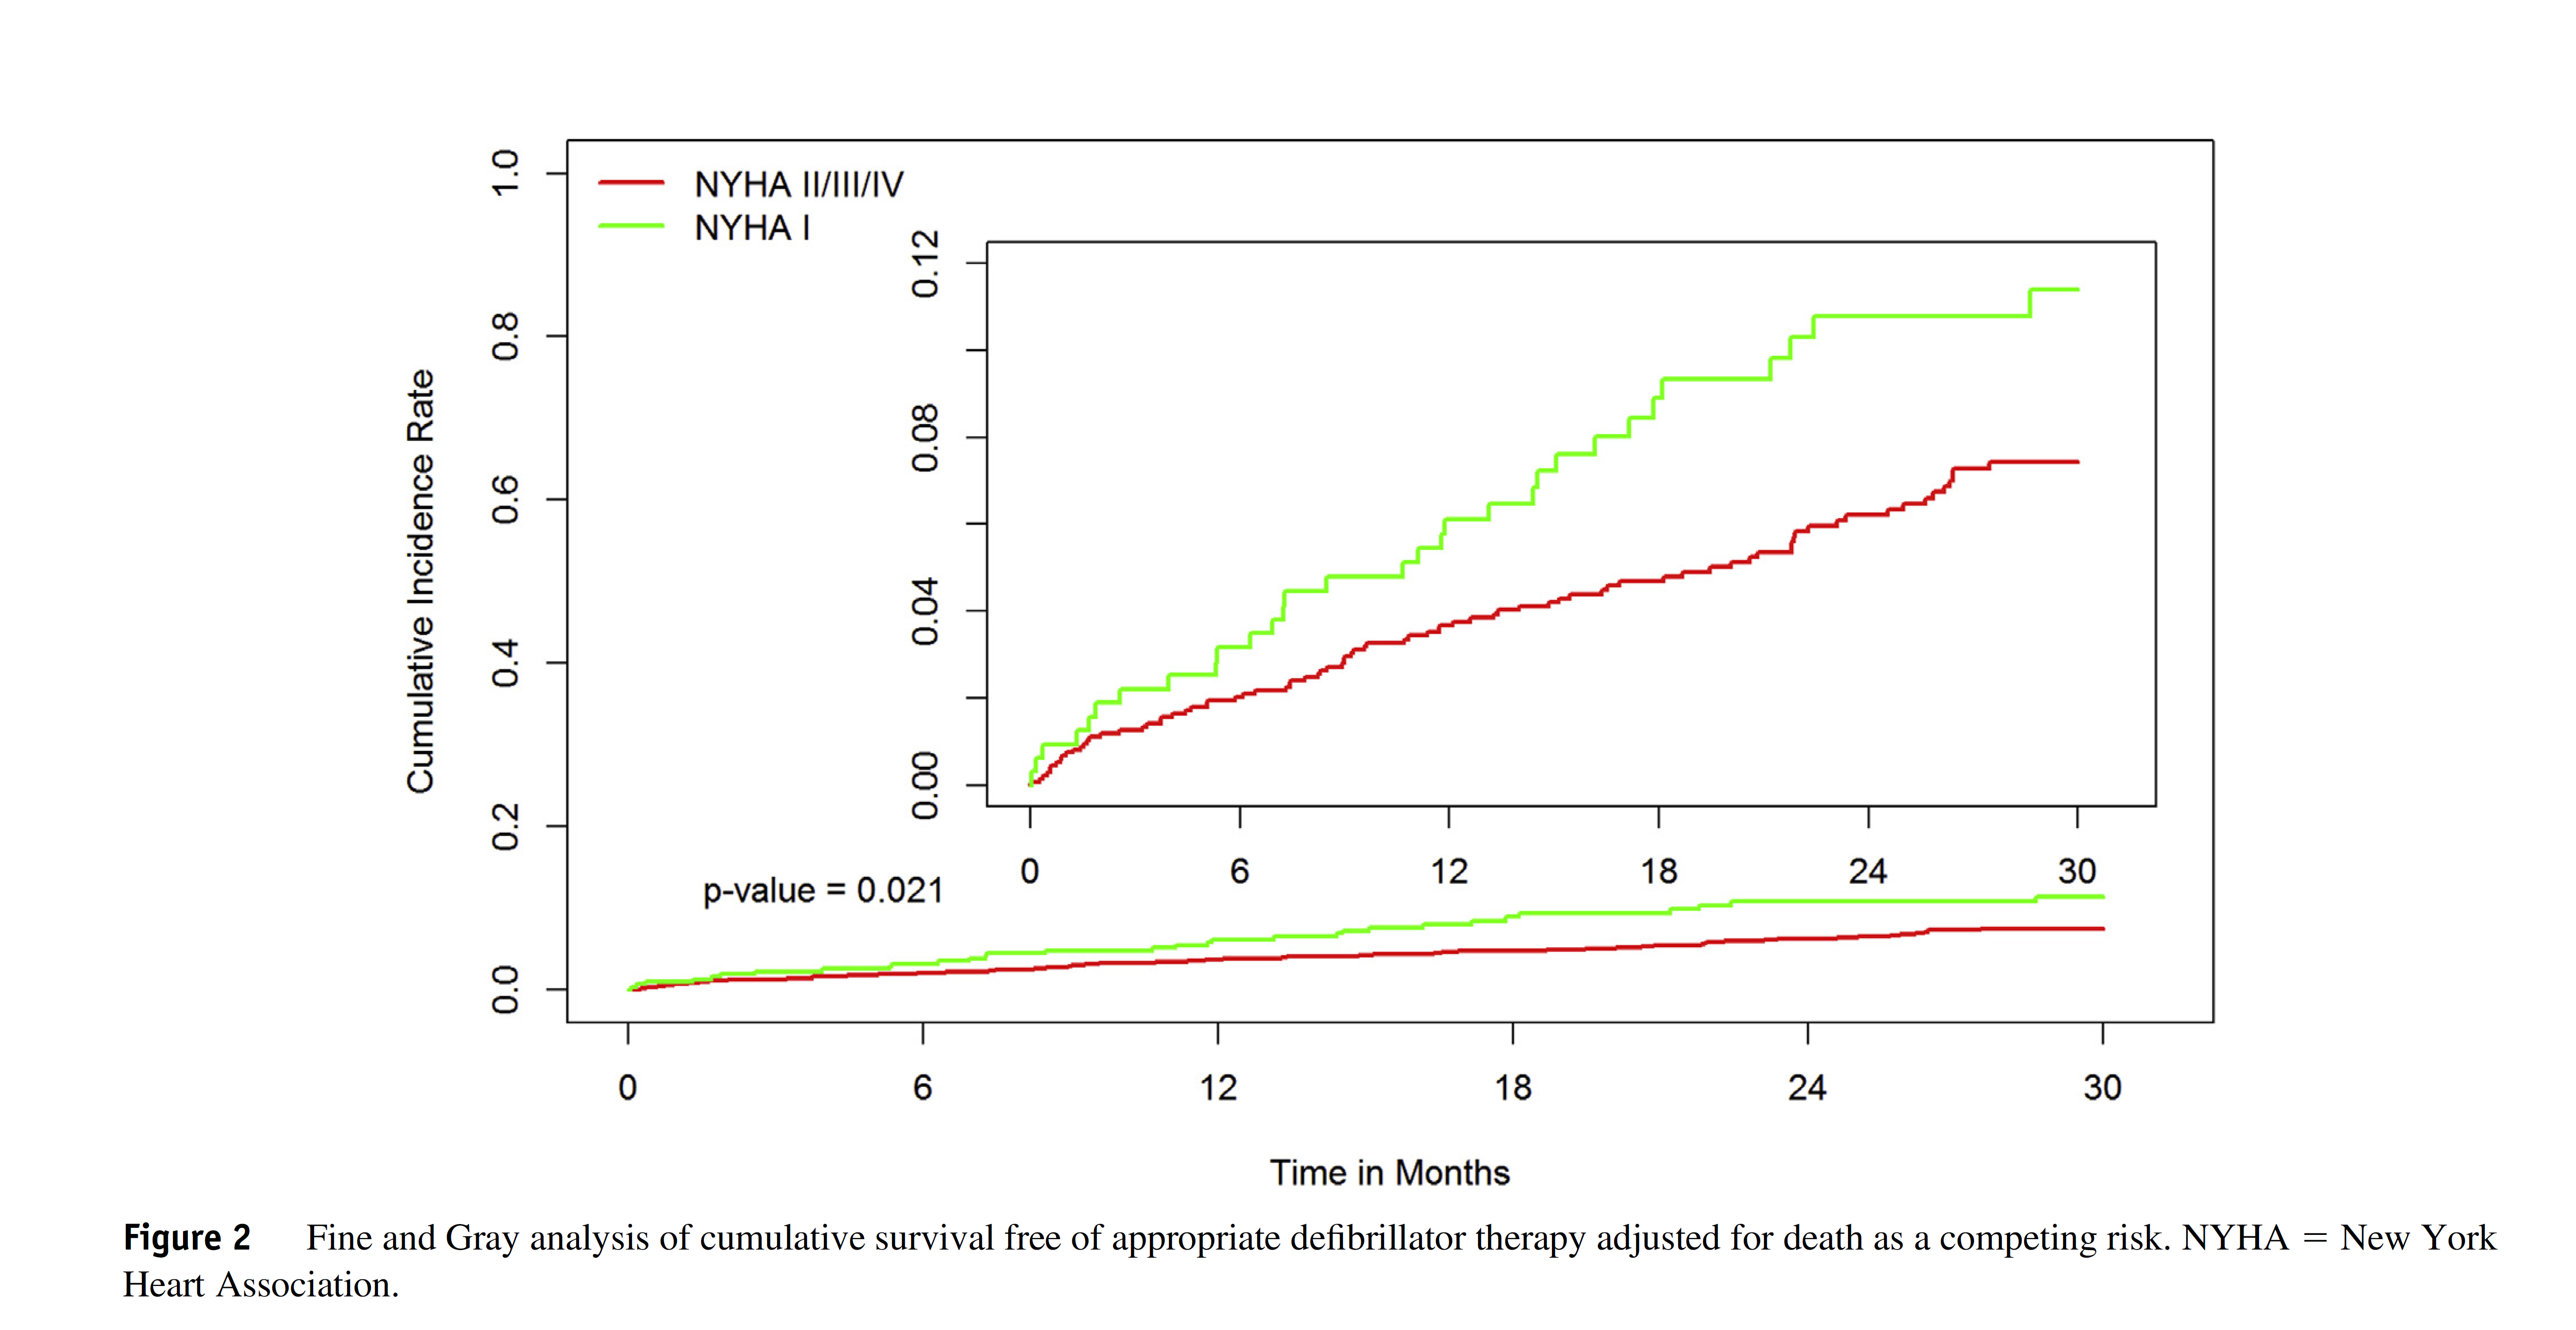 NYHA II/III/IV
NYHA I
Cumulative Incidence Rate
1.0
0.8
0.6
0.4
0.2
0.0
0.12
0.08
0.04
0.00
0 6 12 18 24 30
p-value = 0.021
0 6 12 18 24 30
Time in Months
Figure 2 Fine and Gray analysis of cumulative survival free of appropriate defibrillator therapy adjusted for death as a competing risk. NYHA = New York
Heart Association.